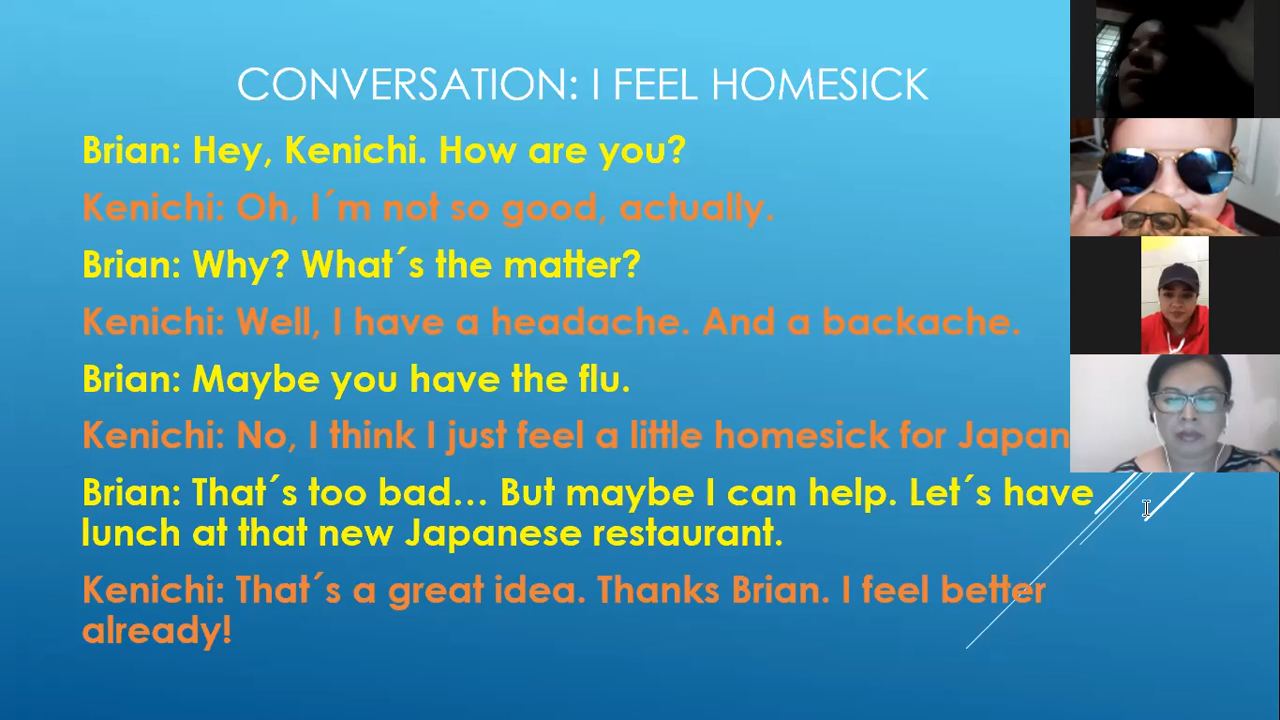 CONVERSATION: I FEEL HOMESICK
Brian: Hey, Kenichi. How are you?
Kenichi: Oh, I´m not so good, actually.
Brian: Why? What´s the matter?
Kenichi: Well, I have a headache. And a backache.
Brian: Maybe you have the flu.
Kenichi: No, I think I just feel a little homesick for Japan
Brian: That´s too bad… But maybe I can help. Let´s have
lunch at that new Japanese restaurant.
Kenichi: That´s a great idea. Thanks Brian. I feel better
already!